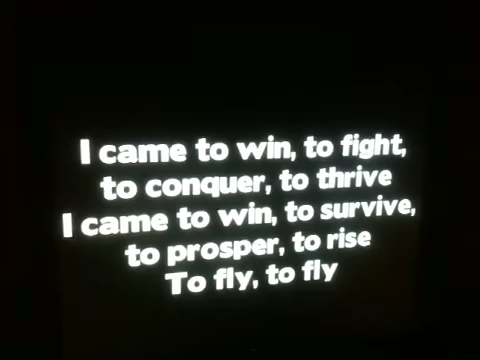 I came to win, to fight,
to conquer, to thrive
I came to win, to survive,
to prosper, to rise
To fly, to fly